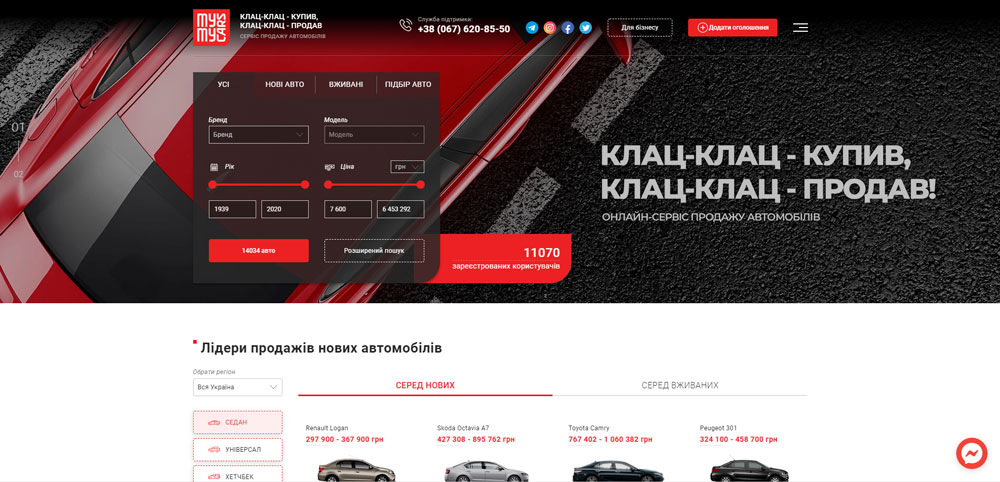 MY CAR
MY CAR
КЛАЦ-КЛАЦ - КУПИВ,
КЛАЦ-КЛАЦ - ПРОДАВ
СЕРВІС ПРОДАЖУ АВТОМОБІЛІВ
Служба підтримки:
+38 (067) 620-85-50
Для бізнесу
Додати оголошення
УСІ
НОВІ АВТО
ВЖИВАНІ
ПІДБІР АВТО
01
02
Бренд
Модель
Бренд
Модель
Рік
Ціна
грн
1939
2020
7 600
6 453 292
14034 авто
Розширений пошук
КЛАЦ-КЛАЦ - КУПИВ,
КЛАЦ-КЛАЦ - ПРОДАВ!
ОНЛАЙН-СЕРВІС ПРОДАЖУ АВТОМОБІЛІВ
11070
зареєстрованих користувачів
Лідери продажів нових автомобілів
Обрати регіон
Вся Україна
СЕРЕД НОВИХ
СЕРЕД ВЖИВАНИХ
СЕДАН
УНІВЕРСАЛ
ХЕТЧБЕК
Renault Logan
297 900 - 367 900 грн
Skoda Octavia A7
427 308 - 895 762 грн
Toyota Camry
767 402 - 1 060 382 грн
Peugeot 301
324 100 - 458 700 грн